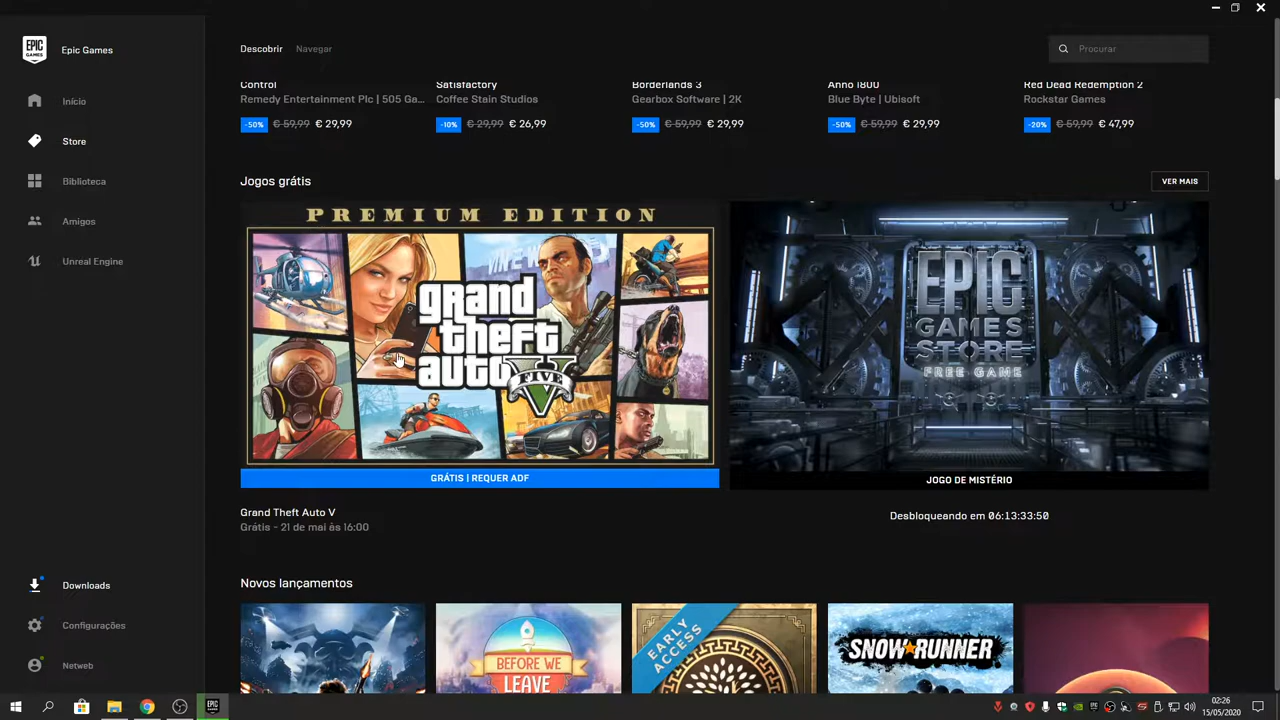 EPIC GAMES
Epic Games
Início
Store
Biblioteca
Amigos
Unreal Engine
Downloads
Configurações
Netweb
Descobrir
Navegar
Procurar
Control
Remedy Entertainment Plc | 505 Ga...
-50% € 59,99 € 29,99
Satisfactory
Coffee Stain Studios
-10% € 29,99 € 26,99
Borderlands 3
Gearbox Software | 2K
-50% € 59,99 € 29,99
Anno 1800
Blue Byte | Ubisoft
-50% € 59,99 € 29,99
Red Dead Redemption 2
Rockstar Games
-20% € 59,99 € 47,99
Jogos grátis
VER MAIS
PREMIUM EDITION
grand
theft
auto
V
FIVE
GRÁTIS | REQUER ADF
Grand Theft Auto V
Grátis - 21 de mai às 16:00
EPIC
GAMES
STORE
FREE GAME
JOGO DE MISTÉRIO
Desbloqueando em 06:13:33:50
Novos lançamentos
BEFORE WE
LEAVE
EARLY
ACCESS
SNOWRUNNER
02:26
15/05/2020